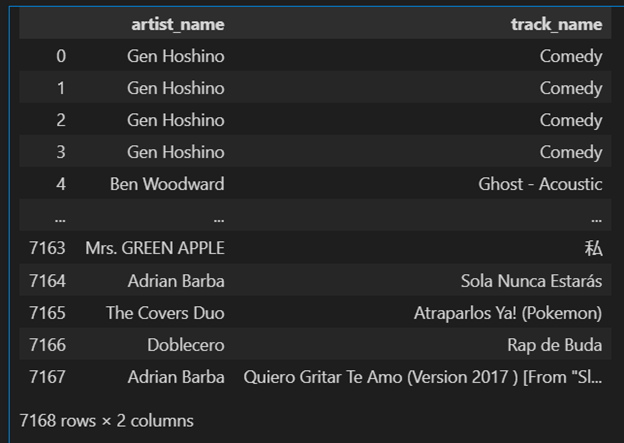 artist_name track_name
0 Gen Hoshino Comedy
1 Gen Hoshino Comedy
2 Gen Hoshino Comedy
3 Gen Hoshino Comedy
4 Ben Woodward Ghost - Acoustic
... ... ...
7163 Mrs. GREEN APPLE 私
7164 Adrian Barba Sola Nunca Estarás
7165 The Covers Duo Atraparlos Ya! (Pokemon)
7166 Doblecero Rap de Buda
7167 Adrian Barba Quiero Gritar Te Amo (Version 2017 ) [From "Sl...
7168 rows × 2 columns